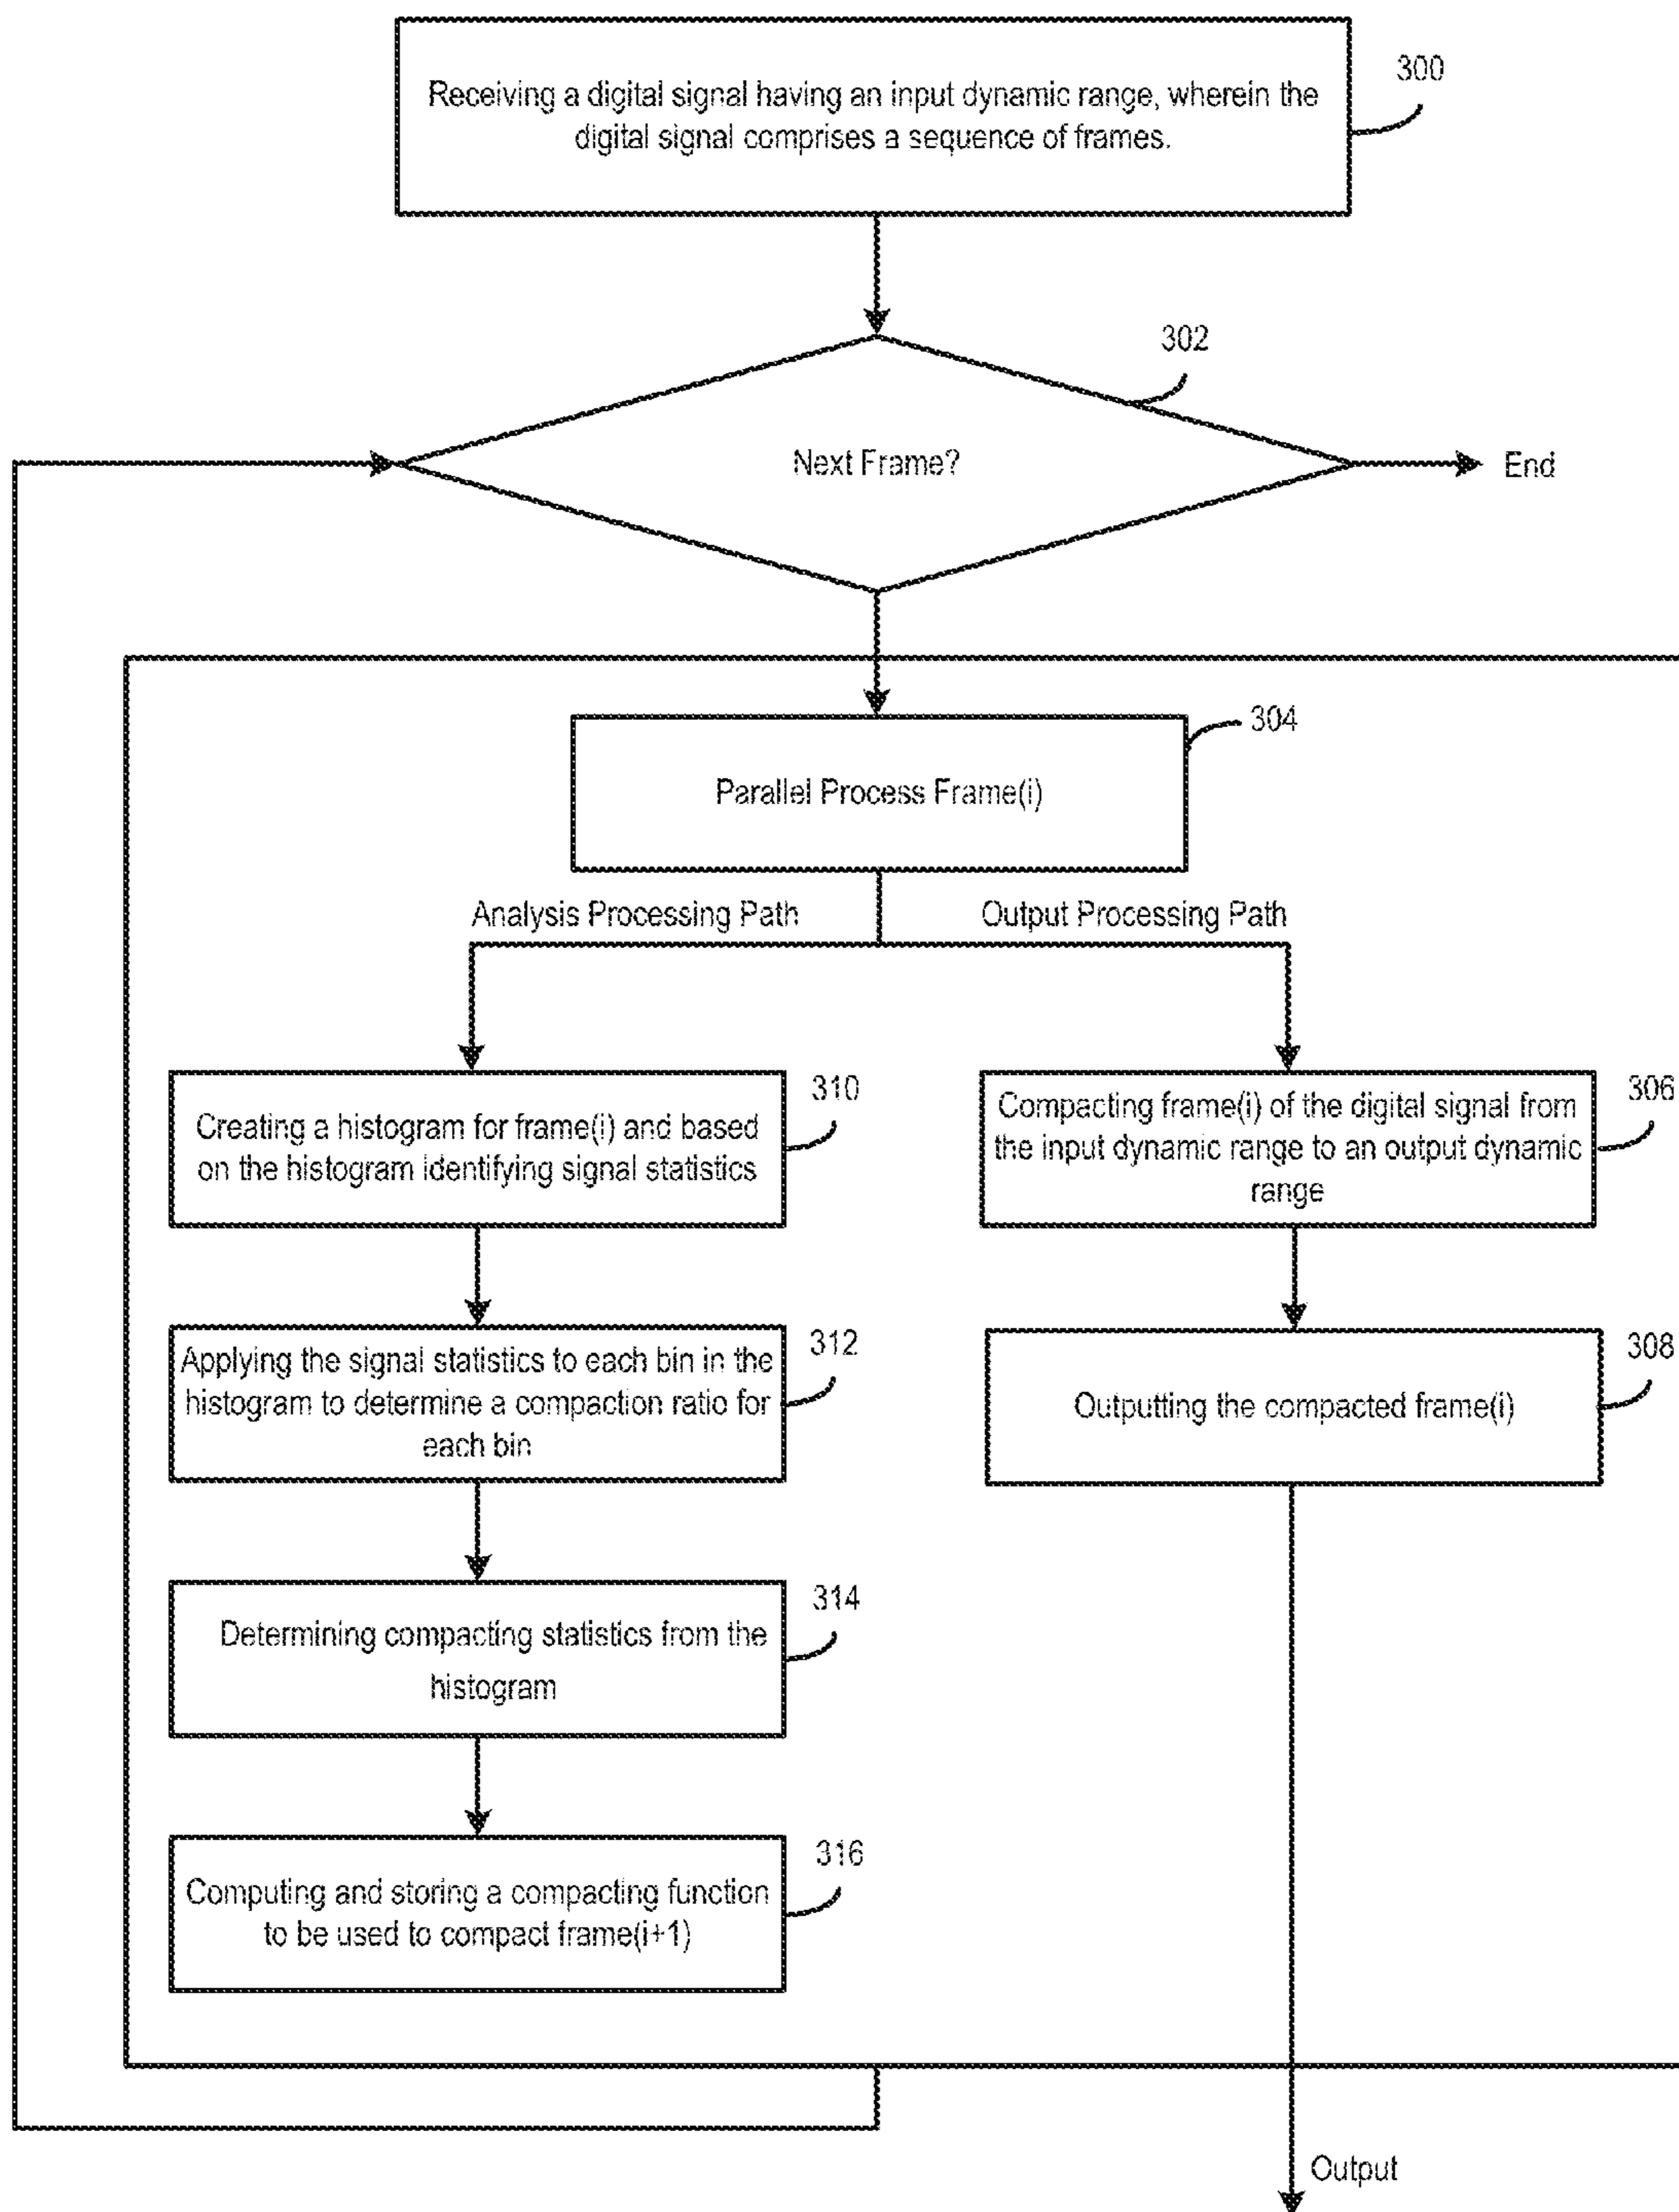 Receiving a digital signal having an input dynamic range, wherein the
digital signal comprises a sequence of frames.
300
302
Next Frame?
End
304
Parallel Process Frame(i)
Analysis Processing Path
Output Processing Path
310
Creating a histogram for frame(i) and based
on the histogram identifying signal statistics
306
Compacting frame(i) of the digital signal from
the input dynamic range to an output dynamic
range
312
Applying the signal statistics to each bin in the
histogram to determine a compaction ratio for
each bin
308
Outputting the compacted frame(i)
314
Determining compacting statistics from the
histogram
316
Computing and storing a compacting function
to be used to compact frame(i+1)
Output